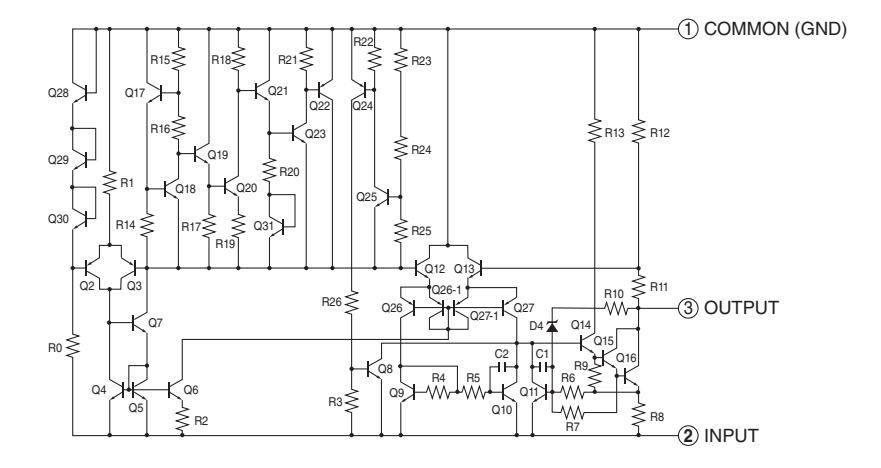 ① COMMON (GND)
R15 R18 R21 R22 R23
Q28 Q17 Q21 Q22 Q24
R16 Q23 R13 R12
Q29 Q19 R24
R1 R20
Q18 Q20 Q25
Q30 R14 R17 R19 Q31 R25
Q2 Q3 Q12 Q13
Q26-1 R10 R11
R26 Q26 Q27-1 Q27 ③ OUTPUT
Q7 D4 Q14
Q15
R0 Q8 C2 C1 Q16
R9
Q4 Q5 Q6 R4 R5 Q11 R6
R3 Q9 Q10 R8
R2 R7
② INPUT